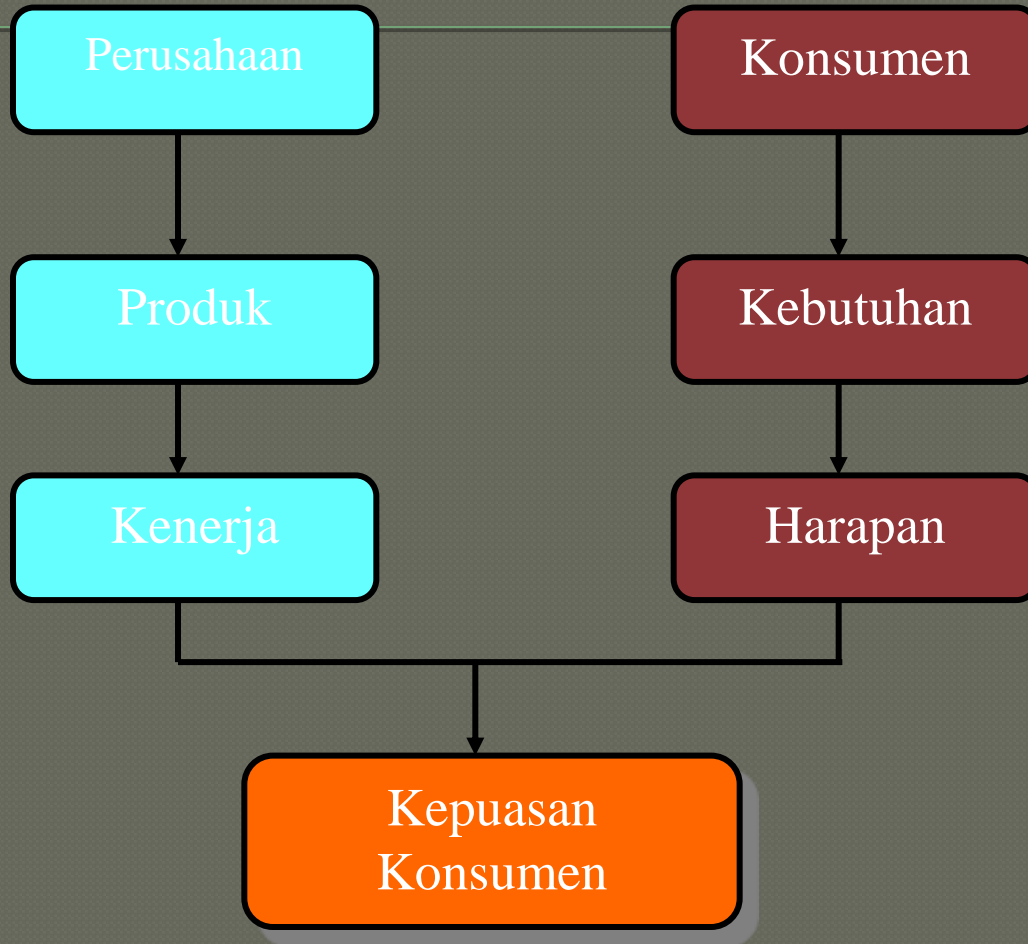 Perusahaan
Konsumen
Produk
Kebutuhan
Kenerja
Harapan
Kepuasan
Konsumen